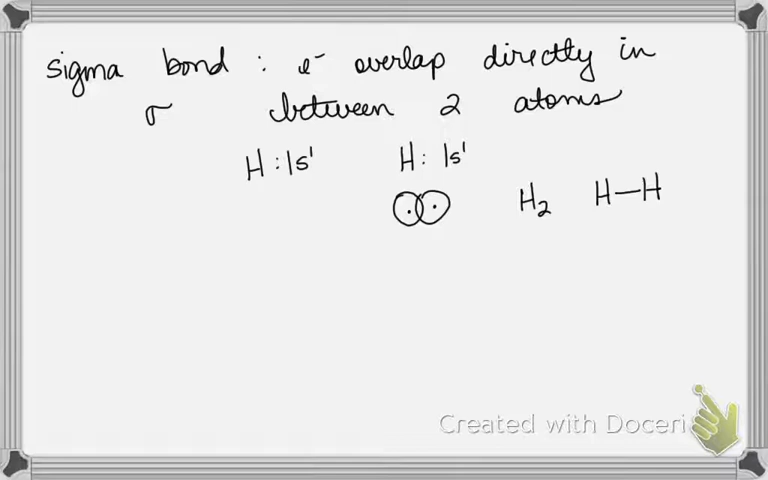 sigma bond : e⁻ overlap directly in
σ between 2 atoms
H : 1s¹ H : 1s¹
H₂ H—H
Created with Doceri